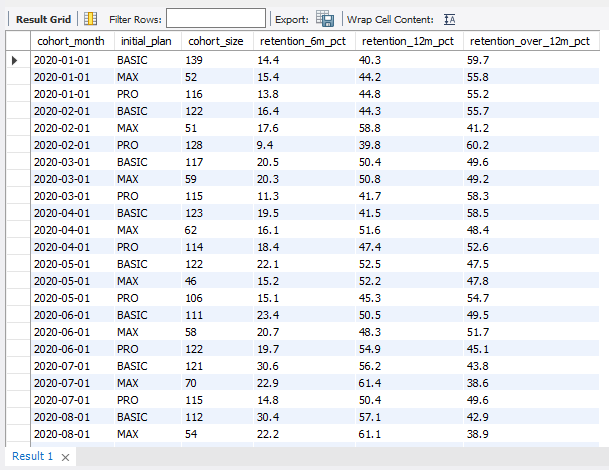 Result Grid Filter Rows: Export: Wrap Cell Content:
cohort_month initial_plan cohort_size retention_6m_pct retention_12m_pct retention_over_12m_pct
2020-01-01 BASIC 139 14.4 40.3 59.7
2020-01-01 MAX 52 15.4 44.2 55.8
2020-01-01 PRO 116 13.8 44.8 55.2
2020-02-01 BASIC 122 16.4 44.3 55.7
2020-02-01 MAX 51 17.6 58.8 41.2
2020-02-01 PRO 128 9.4 39.8 60.2
2020-03-01 BASIC 117 20.5 50.4 49.6
2020-03-01 MAX 59 20.3 50.8 49.2
2020-03-01 PRO 115 11.3 41.7 58.3
2020-04-01 BASIC 123 19.5 41.5 58.5
2020-04-01 MAX 62 16.1 51.6 48.4
2020-04-01 PRO 114 18.4 47.4 52.6
2020-05-01 BASIC 122 22.1 52.5 47.5
2020-05-01 MAX 46 15.2 52.2 47.8
2020-05-01 PRO 106 15.1 45.3 54.7
2020-06-01 BASIC 111 23.4 50.5 49.5
2020-06-01 MAX 58 20.7 48.3 51.7
2020-06-01 PRO 122 19.7 54.9 45.1
2020-07-01 BASIC 121 30.6 56.2 43.8
2020-07-01 MAX 70 22.9 61.4 38.6
2020-07-01 PRO 115 14.8 50.4 49.6
2020-08-01 BASIC 112 30.4 57.1 42.9
2020-08-01 MAX 54 22.2 61.1 38.9
Result 1